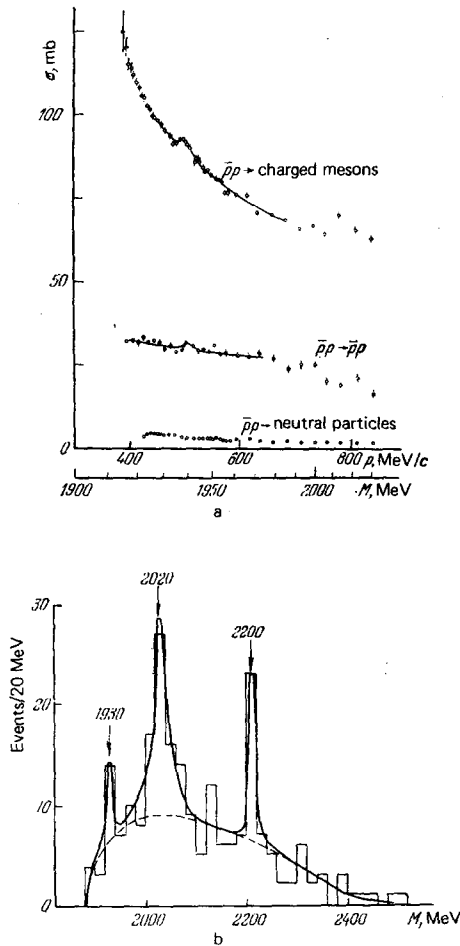 σ, mb
100
p̄p → charged mesons
50
p̄p→p̄p
p̄p→neutral particles
0
400 600 800 p, MeV/c
1900 1950 2000 M, MeV
a
2020
30
2200
Events/20 MeV
20
1930
10
0
2100 2200 2400 M, MeV
b